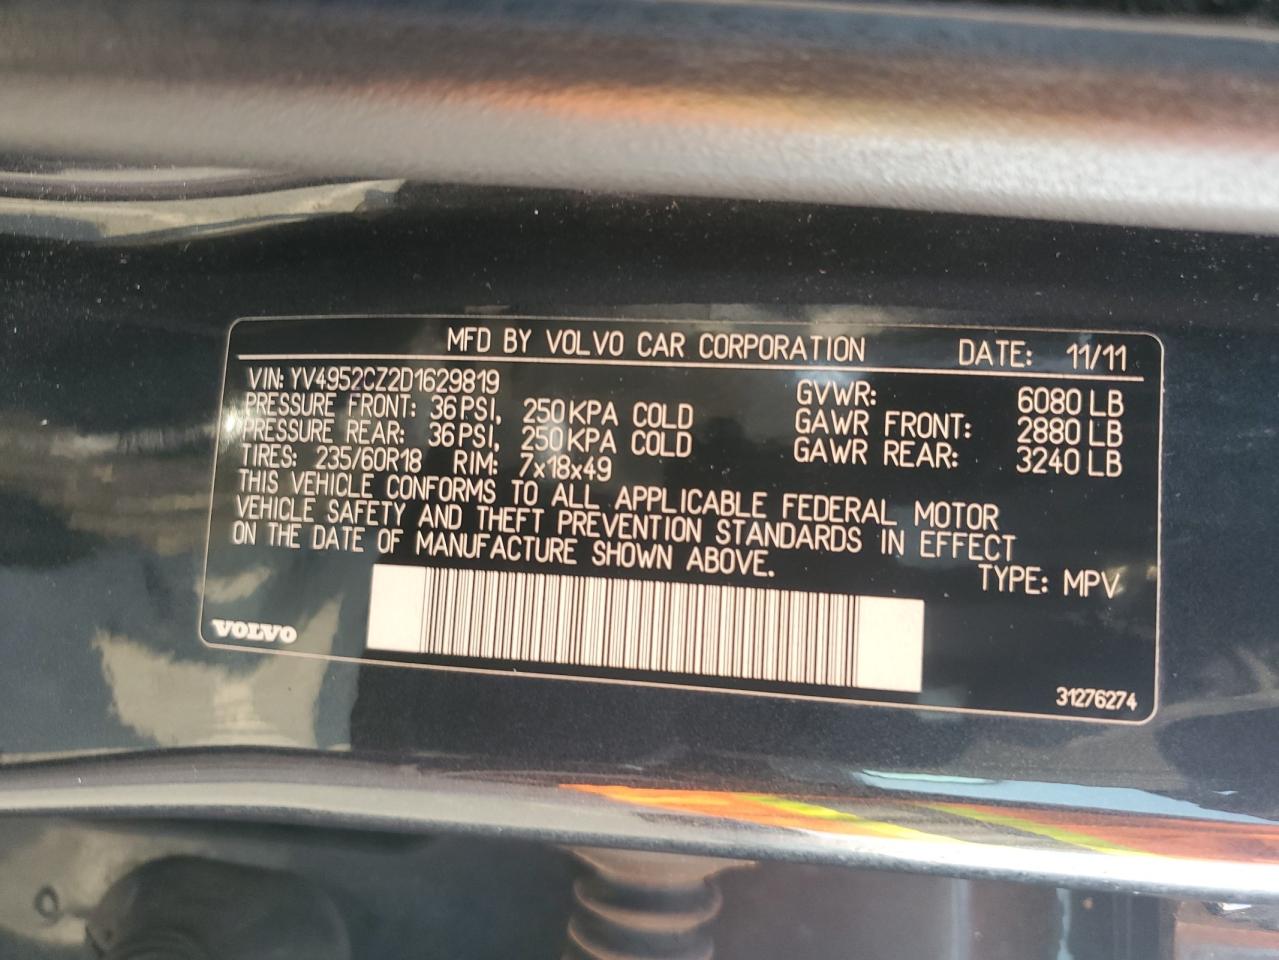 MFD BY VOLVO CAR CORPORATION DATE: 11/11
VIN: YV4952CZ2D1629819 GVWR: 6080 LB
PRESSURE FRONT: 36 PSI, 250 KPA COLD GAWR FRONT: 2880 LB
PRESSURE REAR: 36 PSI, 250 KPA COLD GAWR REAR: 3240 LB
TIRES: 235/60R18 RIM: 7x18x49
THIS VEHICLE CONFORMS TO ALL APPLICABLE FEDERAL MOTOR
VEHICLE SAFETY AND THEFT PREVENTION STANDARDS IN EFFECT
ON THE DATE OF MANUFACTURE SHOWN ABOVE.
TYPE: MPV
VOLVO
31276274